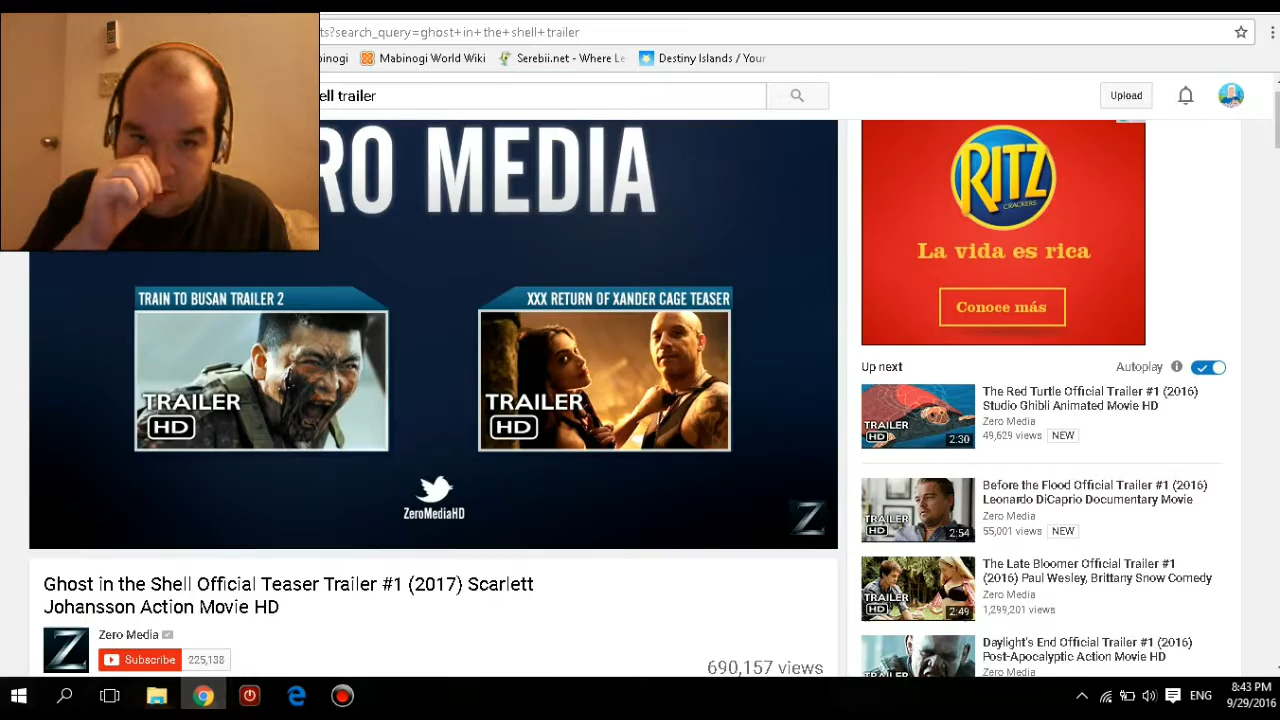 ts?search_query=ghost+in+the+shell+trailer
inogi
Mabinogi World Wiki
Serebii.net - Where Le
Destiny Islands / Your
ell trailer
Upload
RO MEDIA
TRAIN TO BUSAN TRAILER 2
TRAILER
HD
XXX RETURN OF XANDER CAGE TEASER
TRAILER
HD
ZeroMediaHD
Z
RITZ
CRACKERS
La vida es rica
Conoce más
Up next
Autoplay
The Red Turtle Official Trailer #1 (2016)
Studio Ghibli Animated Movie HD
Zero Media
49,629 views NEW
TRAILER
HD
2:30
Before the Flood Official Trailer #1 (2016)
Leonardo DiCaprio Documentary Movie
Zero Media
55,001 views NEW
TRAILER
HD
2:54
The Late Bloomer Official Trailer #1
(2016) Paul Wesley, Brittany Snow Comedy
Zero Media
1,299,201 views
TRAILER
HD
2:49
Daylight's End Official Trailer #1 (2016)
Post-Apocalyptic Action Movie HD
Ghost in the Shell Official Teaser Trailer #1 (2017) Scarlett
Johansson Action Movie HD
Z
Zero Media
Subscribe 225,138
690,157 views
ENG
8:43 PM
9/29/2016